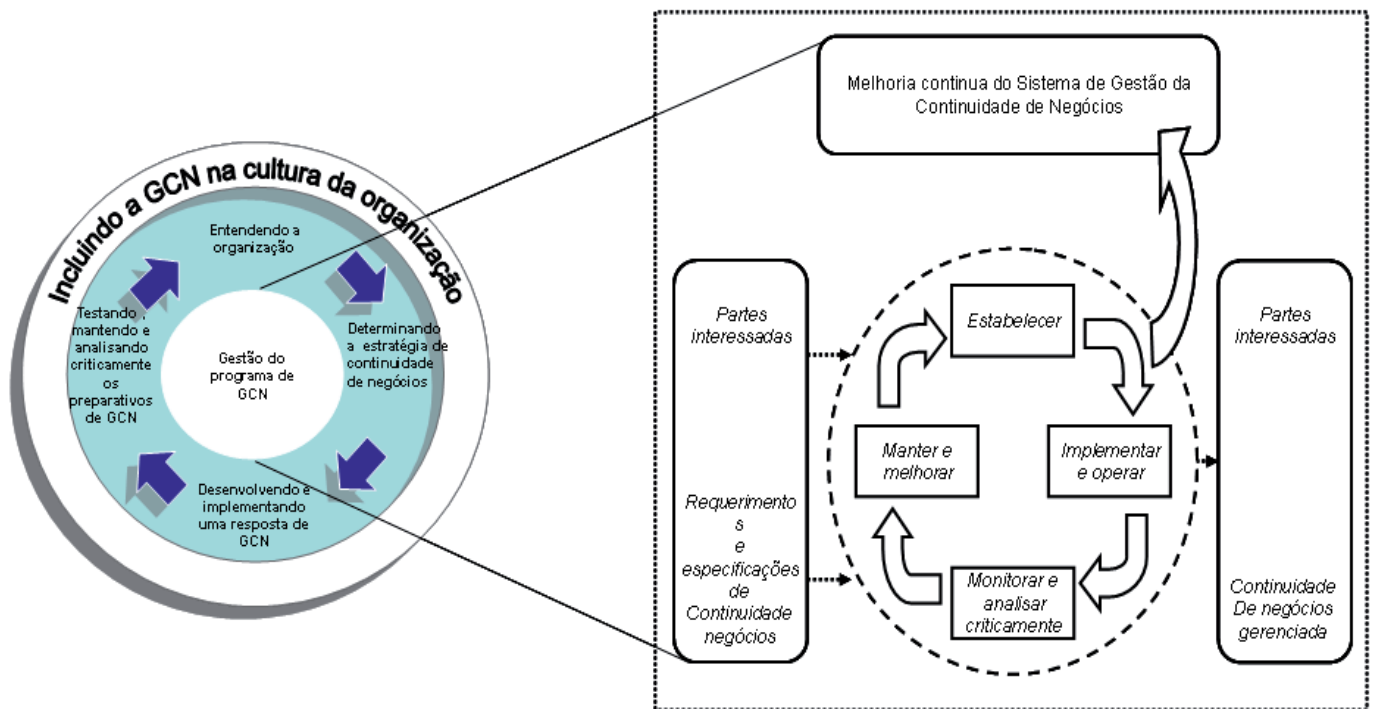 Incluindo a GCN na cultura da organização
Entendendo a
organização
Determinando
a estratégia de
continuidade
de negócios
Desenvolvendo e
implementando
uma resposta de
GCN
Testando ,
mantendo e
analisando
criticamente
os
preparativos
de GCN
Gestão do
programa de
GCN
Melhoria continua do Sistema de Gestão da
Continuidade de Negócios
Partes
interessadas
Requerimento
s
e
especificações
de
Continuidade
negócios
Estabelecer
Implementar
e operar
Monitorar e
analisar
criticamente
Manter e
melhorar
Partes
interessadas
Continuidade
De negócios
gerenciada